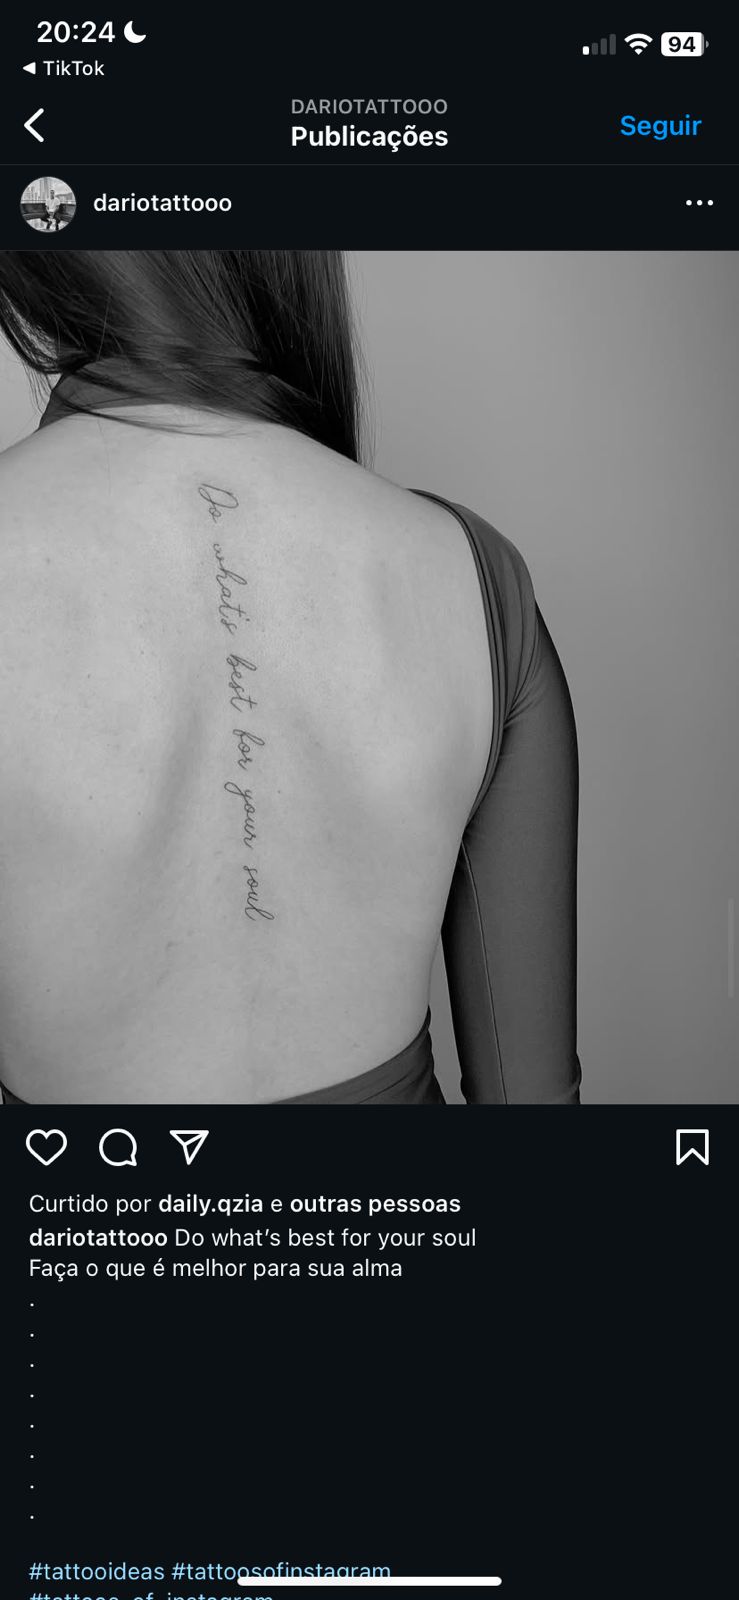 20:24
94
◀ TikTok
DARIOTATTOOO
Publicações
Seguir
dariotattooo
Do what's best for your soul
Curtido por daily.qzia e outras pessoas
dariotattooo Do what’s best for your soul
Faça o que é melhor para sua alma
.
.
.
.
.
.
.
.
#tattooideas #tattoosofinstagram
#tattoos_of_instagram